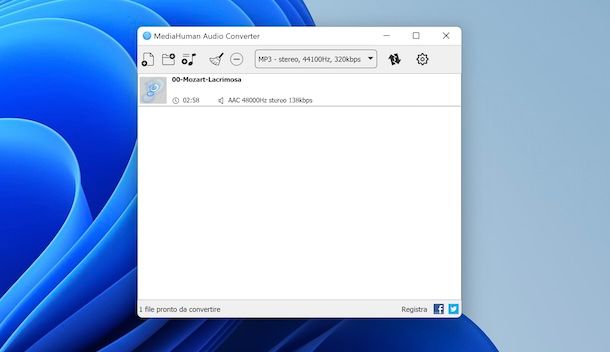 MediaHuman Audio Converter
MP3 - stereo, 44100Hz, 320kbps
00-Mozart-Lacrimosa
02:58 AAC 48000Hz stereo 138kbps
1 file pronto da convertire Registra